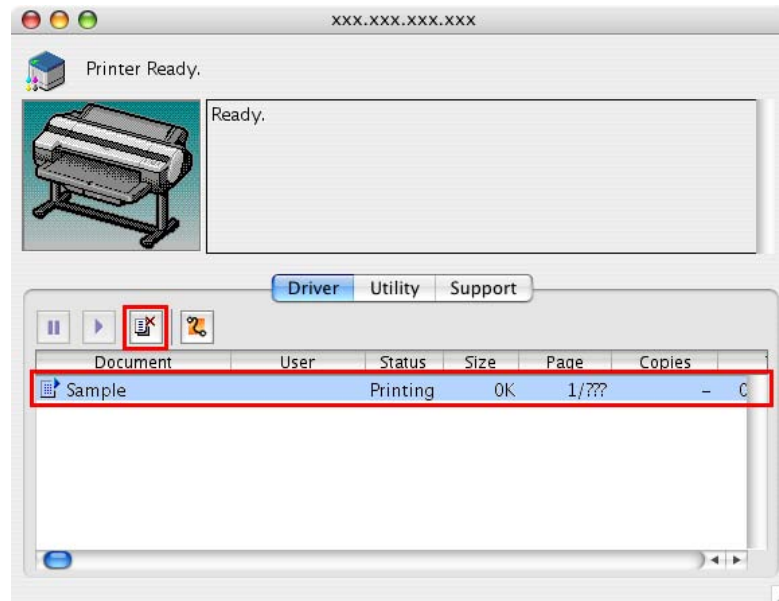 xxx.xxx.xxx.xxx
Printer Ready.
Ready.
Driver Utility Support
Document User Status Size Page Copies
Sample Printing 0K 1/??? – 0